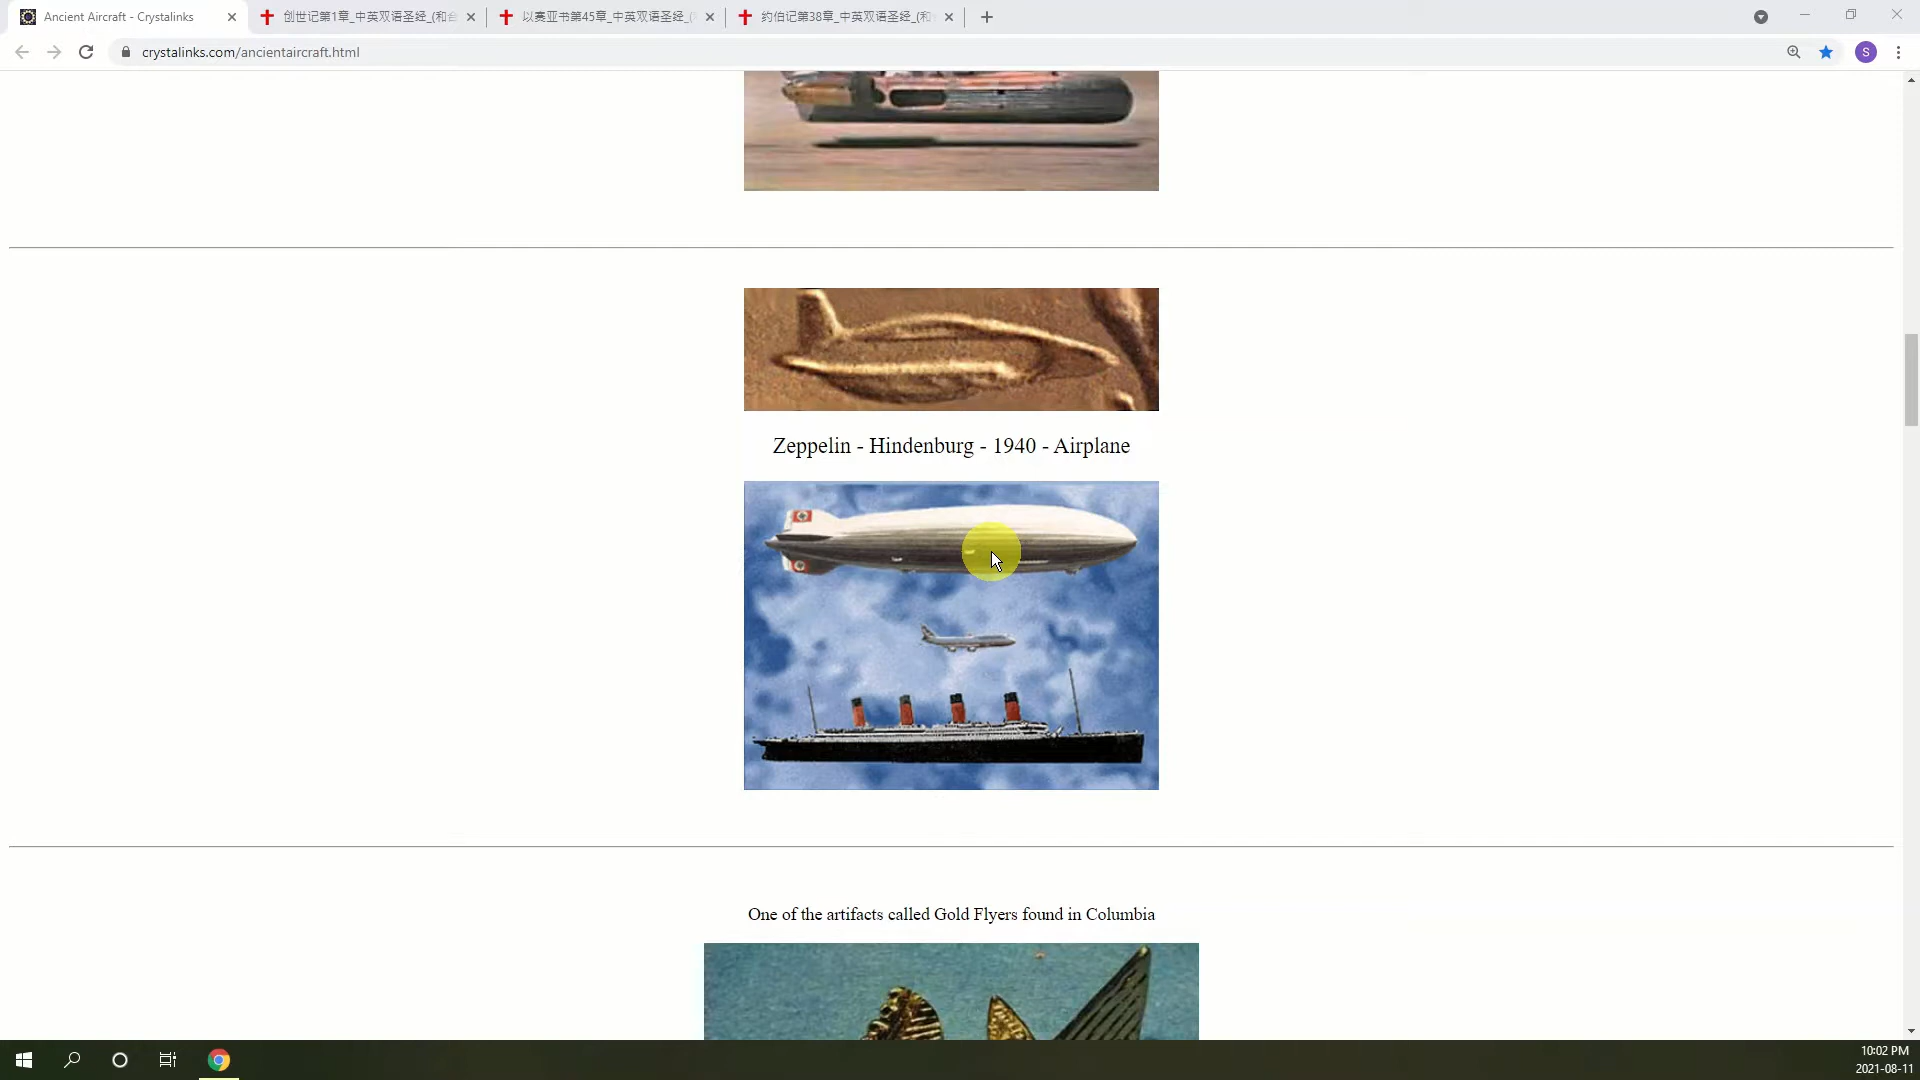 Ancient Aircraft - Crystalinks
创世记第1章_中英双语圣经_(和合
以赛亚书第45章_中英双语圣经_(
约伯记第38章_中英双语圣经_(和
crystalinks.com/ancientaircraft.html
S
Zeppelin - Hindenburg - 1940 - Airplane
One of the artifacts called Gold Flyers found in Columbia
10:02 PM
2021-08-11